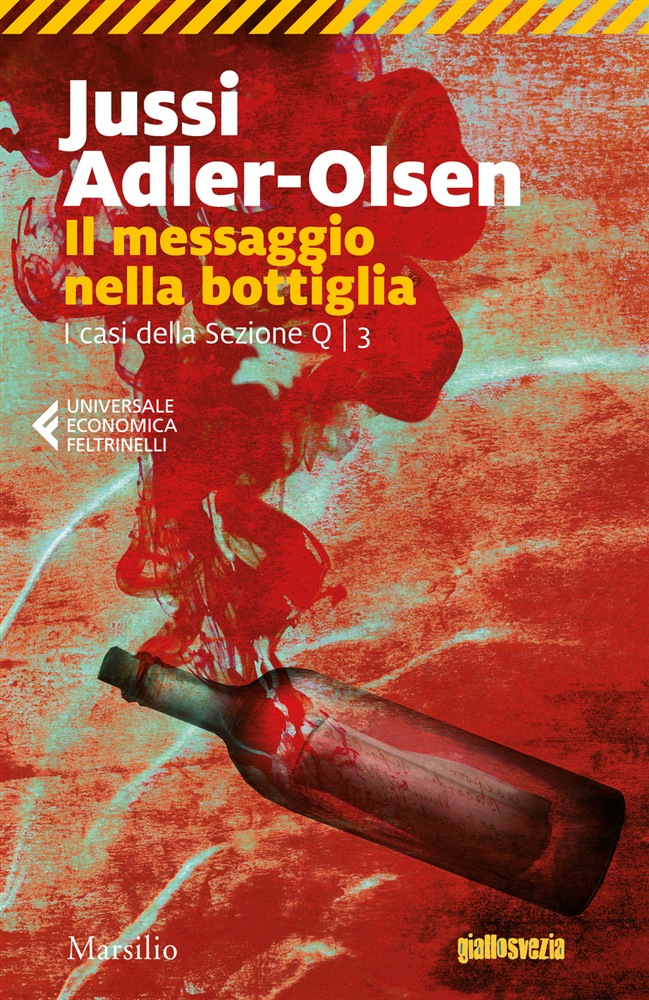 Jussi
Adler-Olsen
Il messaggio
nella bottiglia
I casi della Sezione Q | 3
UNIVERSALE
ECONOMICA
FELTRINELLI
Marsilio
giallosvezia